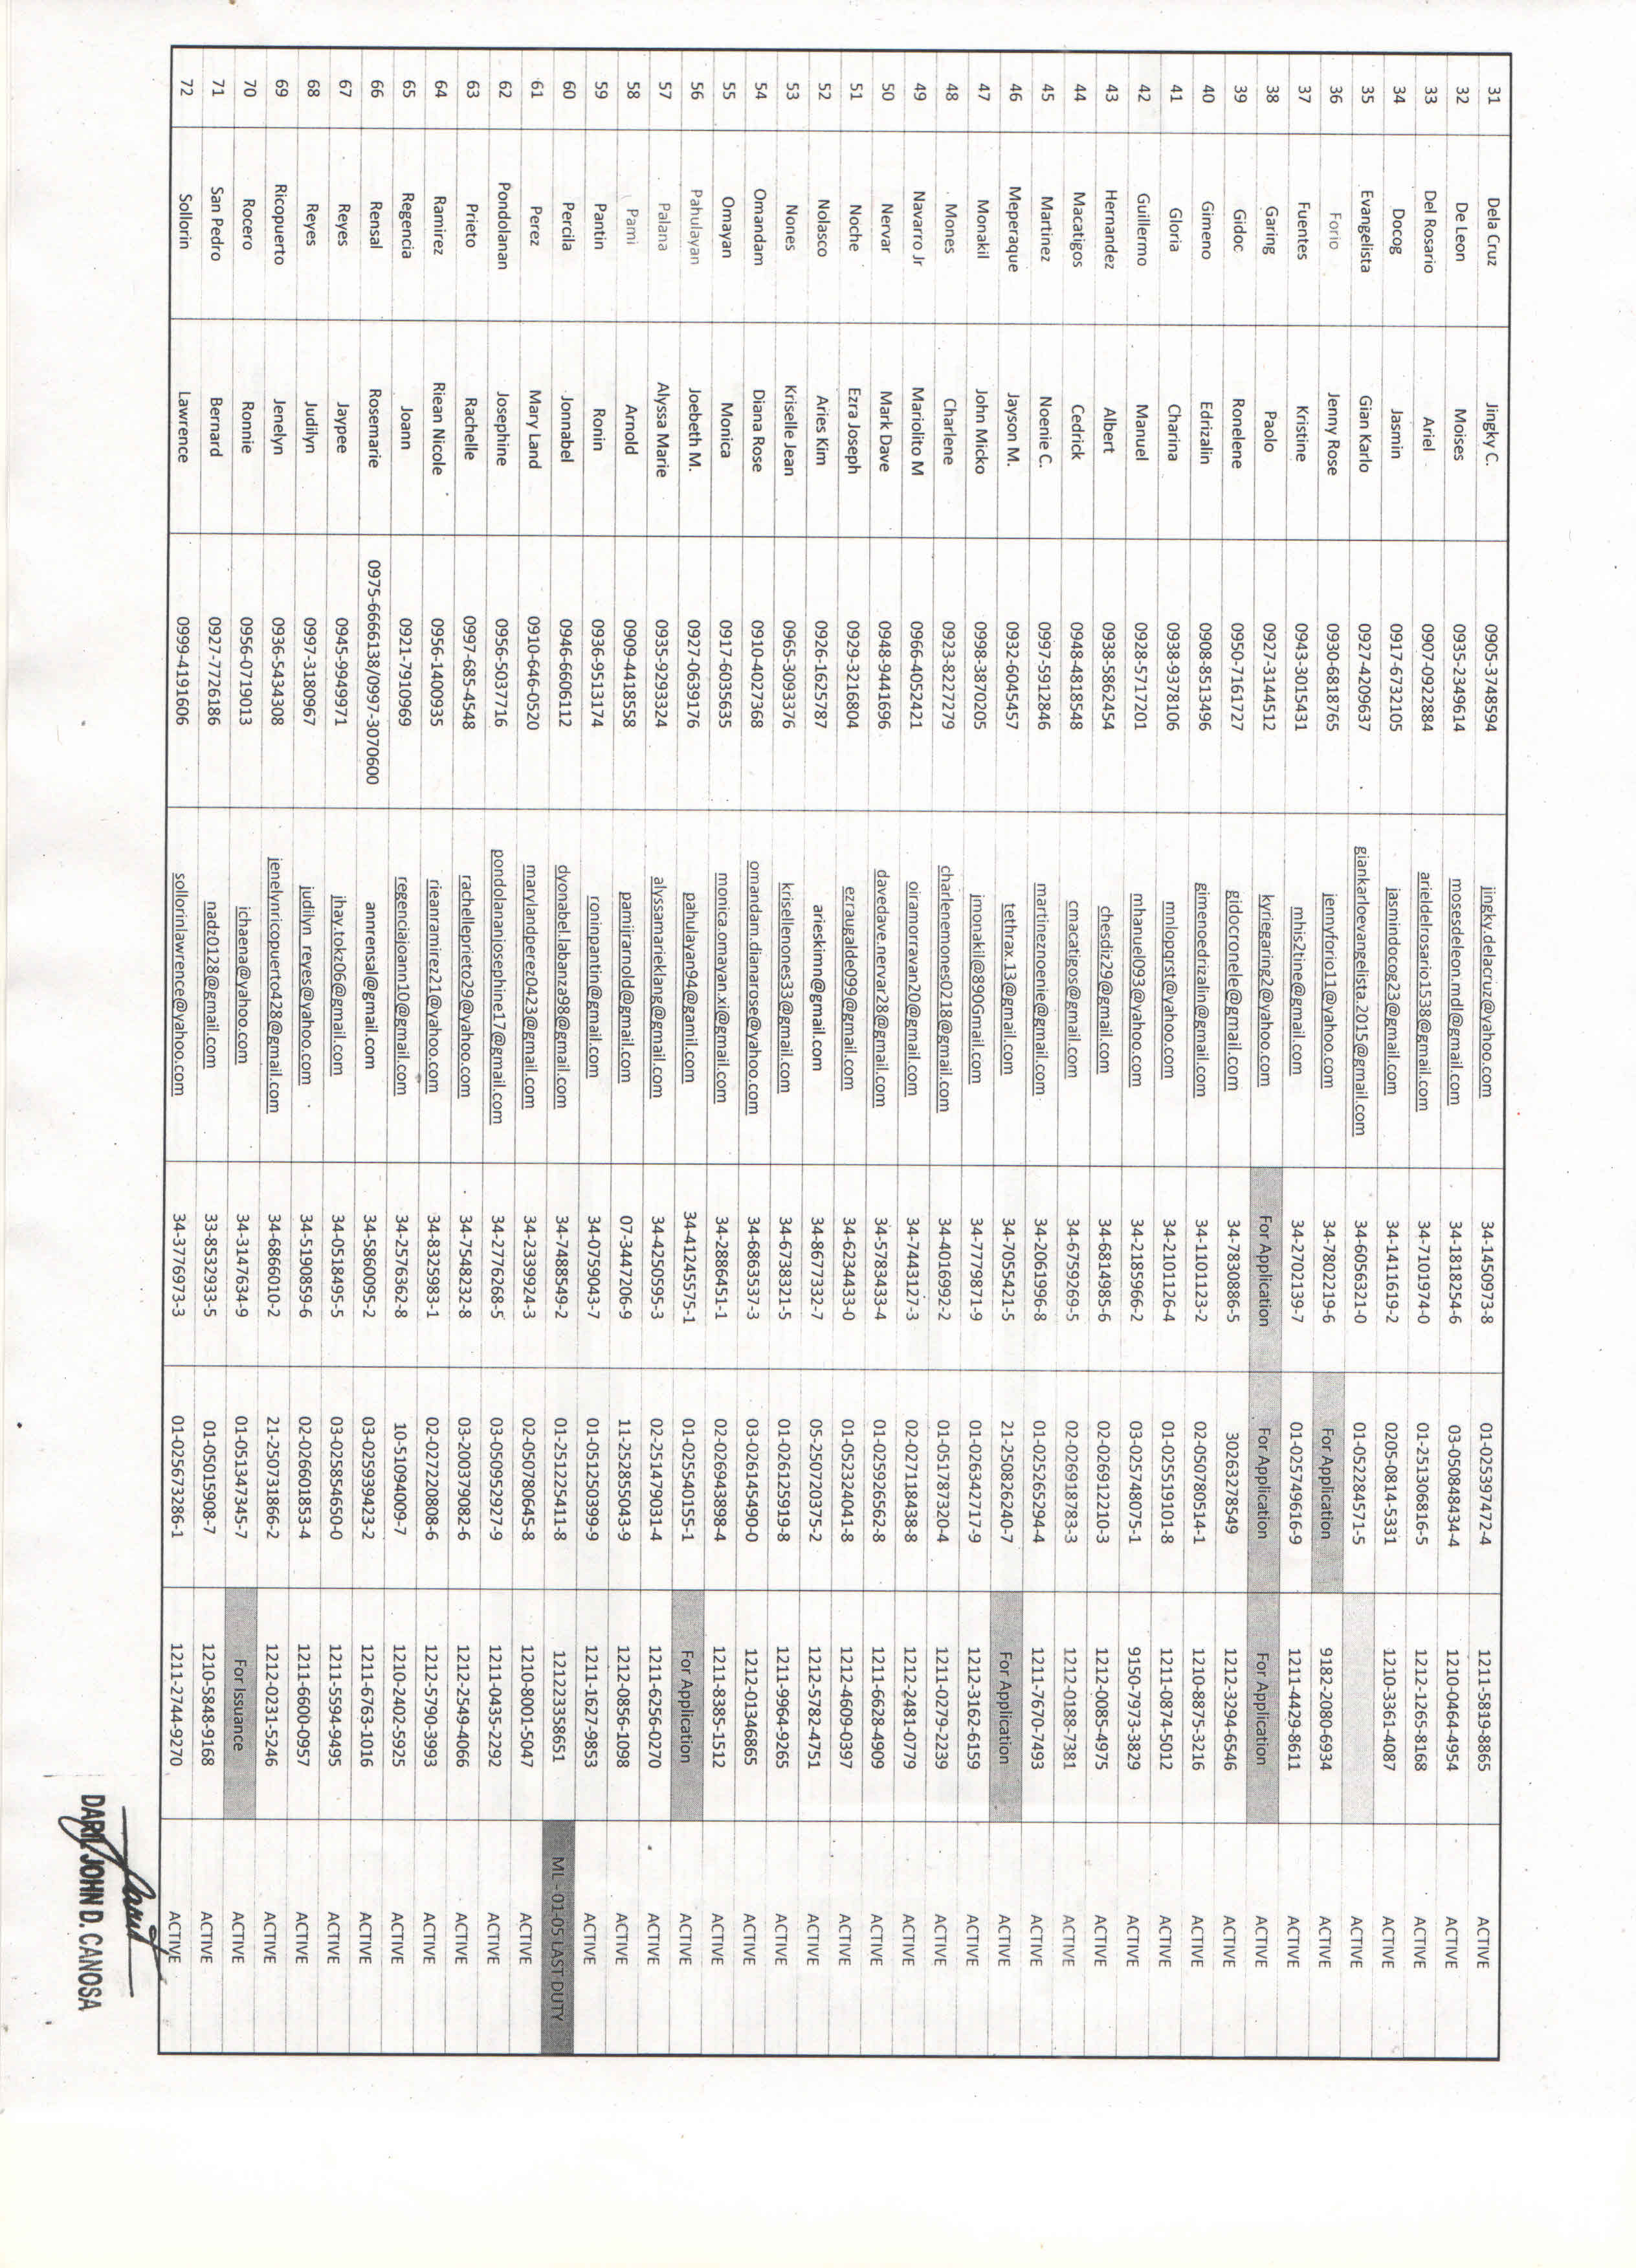 31 Dela Cruz Jingky C. 0905-3748594 jingky.delacruz@yahoo.com 34-1450973-8 01-025397472-4 1211-5819-8865 ACTIVE
32 De Leon Moises 0935-2349614 mosesdeleon.mdl@gmail.com 34-1818254-6 03-050848434-4 1210-0464-4954 ACTIVE
33 Del Rosario Ariel 0907-0922884 arieldelrosario1538@gmail.com 34-7101974-0 01-251306816-5 1212-1265-8168 ACTIVE
34 Docog Jasmin 0917-6732105 jasmindocog23@gmail.com 34-1411619-2 0205-0814-5331 1210-3361-4087 ACTIVE
35 Evangelista Gian Karlo 0927-4209637 giankarloevangelista.2015@gmail.com 34-6056321-0 01-052284571-5 ACTIVE
36 Forio Jenny Rose 0930-6818765 jennyforio11@yahoo.com 34-7802219-6 For Application 9182-2080-6934 ACTIVE
37 Fuentes Kristine 0943-3015431 mhis2tine@gmail.com 34-2702139-7 01-025749616-9 1211-4429-8611 ACTIVE
38 Garing Paolo 0927-3144512 kyriegaring2@yahoo.com For Application For Application For Application ACTIVE
39 Gidoc Ronelene 0950-7161727 gidocronele@gmail.com 34-7830886-5 30263278549 1212-3294-6546 ACTIVE
40 Gimeno Edrizalin 0908-8513496 gimenoedrizalin@gmail.com 34-1101123-2 02-050780514-1 1210-8875-3216 ACTIVE
41 Gloria Charina 0938-9378106 mnlopqrst@yahoo.com 34-2101126-4 01-025519101-8 1211-0874-5012 ACTIVE
42 Guillermo Manuel 0928-5717201 mhanuel093@yahoo.com 34-2185966-2 03-025748075-1 9150-7973-3829 ACTIVE
43 Hernandez Albert 0938-5862454 chesdiz29@gmail.com 34-6814985-6 02-026912210-3 1212-0085-4975 ACTIVE
44 Macatigos Cedrick 0948-4818548 cmacatigos@gmail.com 34-6759269-5 02-026918783-3 1212-0188-7381 ACTIVE
45 Martinez Noenie C. 0997-5912846 martineznoenie@gmail.com 34-2061996-8 01-025265294-4 1211-7670-7493 ACTIVE
46 Meperaque Jayson M. 0932-6045457 tethrax.13@gmail.com 34-7055421-5 21-250826240-7 For Application ACTIVE
47 Monakil John Micko 0998-3870205 jmonakil@890Gmail.com 34-7779871-9 01-026342717-9 1212-3162-6159 ACTIVE
48 Mones Charlene 0923-8227279 charlenemones0218@gmail.com 34-4016992-2 01-051787320-4 1211-0279-2239 ACTIVE
49 Navarro Jr Mariolito M 0966-4052421 oiramorravan20@gmail.com 34-7443127-3 02-027118438-8 1212-2481-0779 ACTIVE
50 Nervar Mark Dave 0948-9441696 davedave.nervar28@gmail.com 34-5783433-4 01-025926562-8 1211-6628-4909 ACTIVE
51 Noche Ezra Joseph 0929-3216804 ezraugalde099@gmail.com 34-6234433-0 01-052324041-8 1212-4609-0397 ACTIVE
52 Nolasco Aries Kim 0926-1625787 arieskimn@gmail.com 34-8677332-7 05-250720375-2 1212-5782-4751 ACTIVE
53 Nones Kriselle Jean 0965-3093376 krisellenones33@gmail.com 34-6738321-5 01-026125919-8 1211-9964-9265 ACTIVE
54 Omandam Diana Rose 0910-4027368 omandam.dianarose@yahoo.com 34-6863537-3 03-026145490-0 1212-01346865 ACTIVE
55 Omayan Monica 0917-6035635 monica.omayan.xi@gmail.com 34-2886451-1 02-026943898-4 1211-8385-1512 ACTIVE
56 Pahulayan Joebeth M. 0927-0639176 pahulayan94@gamil.com 34-41245575-1 01-025540155-1 For Application ACTIVE
57 Palana Alyssa Marie 0935-9293324 alyssamarieklang@gmail.com 34-4250595-3 02-251479031-4 1211-6256-0270 ACTIVE
58 Pami Arnold 0909-4418558 pamijrarnold@gmail.com 07-3447206-9 11-252855043-9 1212-0856-1098 ACTIVE
59 Pantin Ronin 0936-9513174 roninpantin@gmail.com 34-0759043-7 01-051250399-9 1211-1627-9853 ACTIVE
60 Percila Jonnabel 0946-6606112 dyonabel.labanza98@gmail.com 34-7488549-2 01-251225411-8 121223358651 ML - 01-05 LAST DUTY
61 Perez Mary Land 0910-646-0520 marylandperez0423@gmail.com 34-2339924-3 02-050780645-8 1210-8001-5047 ACTIVE
62 Pondolanan Josephine 0956-5037716 pondolananjosephine17@gmail.com 34-2776268-5 03-050952927-9 1211-0435-2292 ACTIVE
63 Prieto Rachelle 0997-685-4548 rachelleprieto29@yahoo.com 34-7548232-8 03-200379082-6 1212-2549-4066 ACTIVE
64 Ramirez Riean Nicole 0956-1400935 rieanramirez21@yahoo.com 34-8325983-1 02-027220808-6 1212-5790-3993 ACTIVE
65 Regencia Joann 0921-7910969 regenciajoann10@gmail.com 34-2576362-8 10-51094009-7 1210-2402-5925 ACTIVE
66 Rensal Rosemarie 0975-6666138/0997-3070600 annrensal@gmail.com 34-5860095-2 03-025939423-2 1211-6763-1016 ACTIVE
67 Reyes Jaypee 0945-9949971 jhay.tokz06@gmail.com 34-0518495-5 03-025854650-0 1211-5594-9495 ACTIVE
68 Reyes Judilyn 0997-3180967 judilyn_reyes@yahoo.com 34-5190859-6 02-026601853-4 1211-6600-0957 ACTIVE
69 Ricopuerto Jenelyn 0936-5434308 jenelynricopuerto428@gmail.com 34-6866010-2 21-250731866-2 1212-0231-5246 ACTIVE
70 Rocero Ronnie 0956-0719013 ichaena@yahoo.com 34-3147634-9 01-051347345-7 For Issuance ACTIVE
71 San Pedro Bernard 0927-7726186 nadz0128@gmail.com 33-8532933-5 01-05015908-7 1210-5848-9168 ACTIVE
72 Sollorin Lawrence 0999-4191606 sollorinlawrence@yahoo.com 34-3776973-3 01-025673286-1 1211-2744-9270 ACTIVE
DARL JOHN D. CANOSA